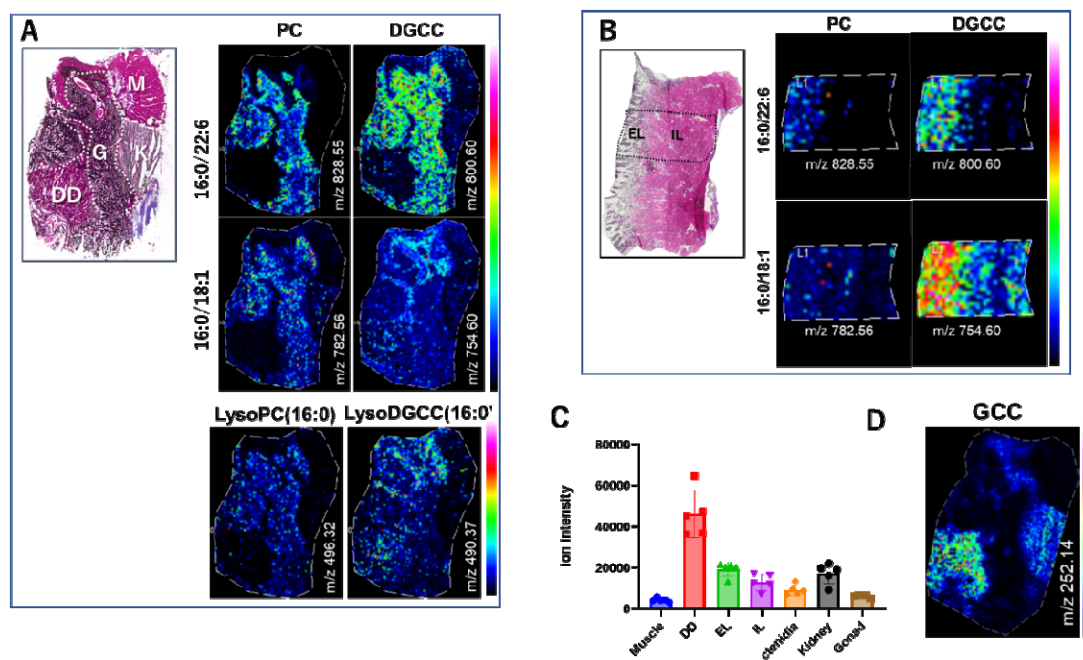 A
PC
DGCC
M
G
K
DD
16:0/22:6
m/z 828.55
m/z 800.60
16:0/18:1
m/z 782.56
m/z 754.60
LysoPC(16:0)
LysoDGCC(16:0)
m/z 496.32
m/z 490.37
B
PC
DGCC
EL
IL
16:0/22:6
L1
L1
m/z 828.55
m/z 800.60
16:0/18:1
L1
L1
m/z 782.56
m/z 754.60
C
Ion Intensity
80000
60000
40000
20000
0
Muscle
DD
EL
IL
ctenidia
Kidney
Gonad
D
GCC
m/z 252.14